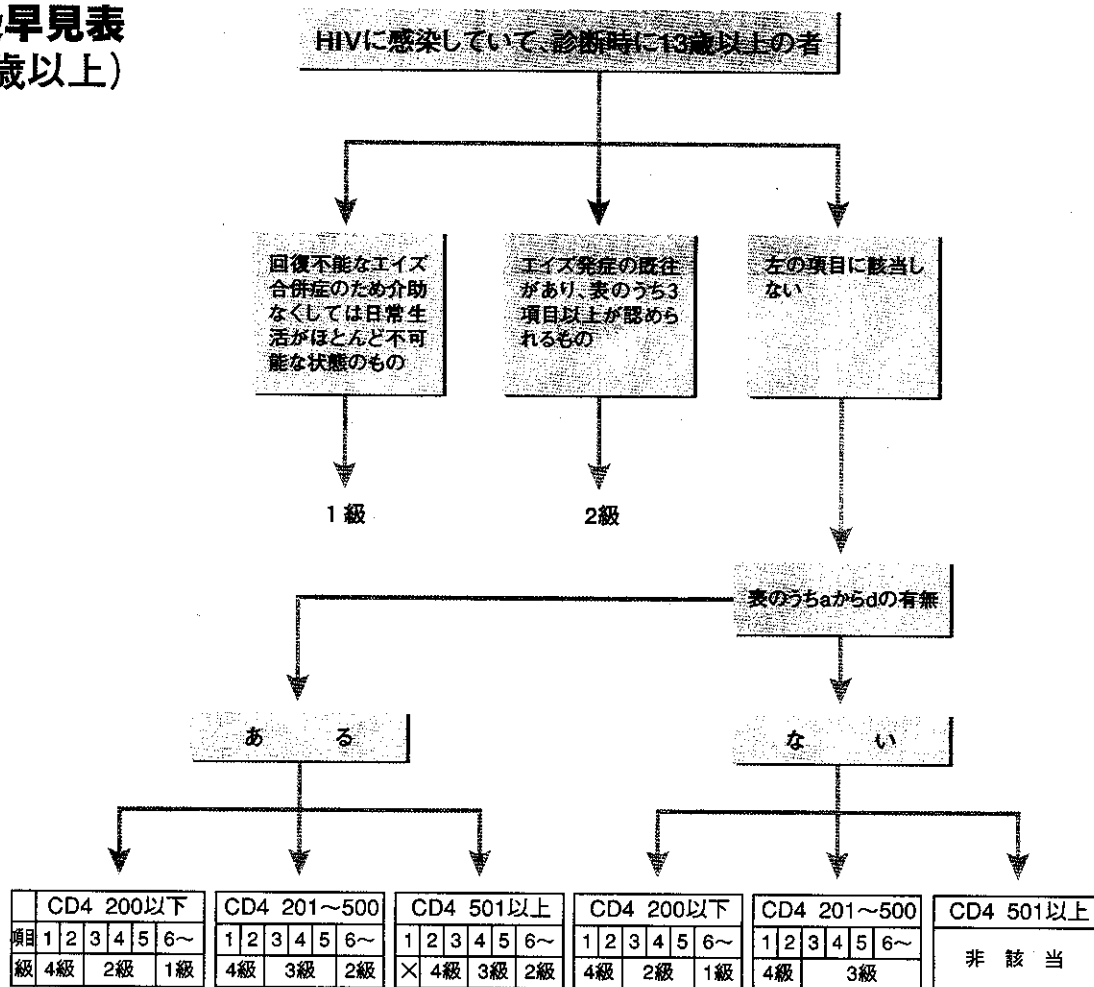 早見表
歳以上)
HIVに感染していて、診断時に13歳以上の者
回復不能なエイズ
合併症のため介助
なくしては日常生
活がほとんど不可
能な状態のもの
エイズ発症の既往
があり、表のうち3
項目以上が認めら
れるもの
左の項目に該当し
ない
1級
2級
表のうちaからdの有無
ある
ない
CD4 200以下
項目 1 2 3 4 5 6~
級 4級 2級 1級
CD4 201~500
1 2 3 4 5 6~
4級 3級 2級
CD4 501以上
1 2 3 4 5 6~
× 4級 3級 2級
CD4 200以下
1 2 3 4 5 6~
4級 2級 1級
CD4 201~500
1 2 3 4 5 6~
4級 3級
CD4 501以上
非該当